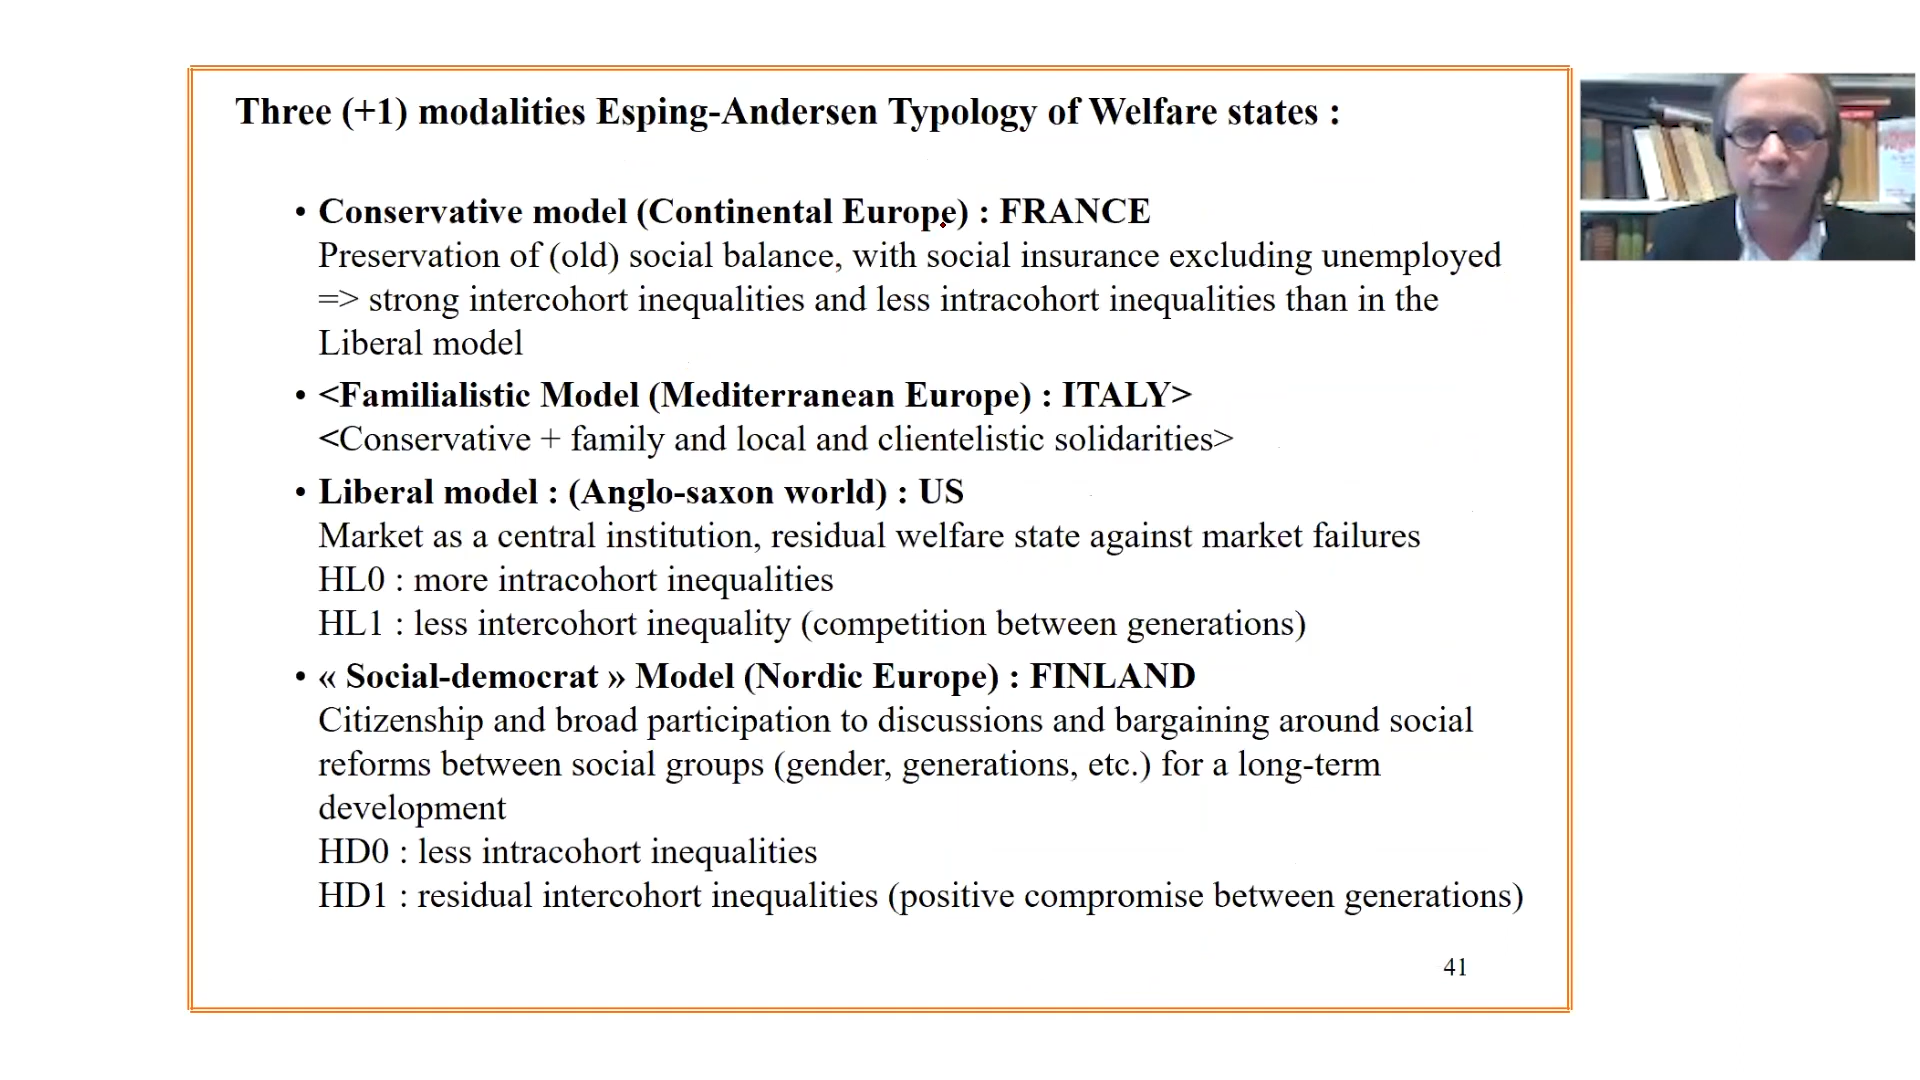 Three (+1) modalities Esping-Andersen Typology of Welfare states :
• Conservative model (Continental Europe) : FRANCE
Preservation of (old) social balance, with social insurance excluding unemployed
=> strong intercohort inequalities and less intracohort inequalities than in the
Liberal model
• <Familialistic Model (Mediterranean Europe) : ITALY>
<Conservative + family and local and clientelistic solidarities>
• Liberal model : (Anglo-saxon world) : US
Market as a central institution, residual welfare state against market failures
HL0 : more intracohort inequalities
HL1 : less intercohort inequality (competition between generations)
• « Social-democrat » Model (Nordic Europe) : FINLAND
Citizenship and broad participation to discussions and bargaining around social
reforms between social groups (gender, generations, etc.) for a long-term
development
HD0 : less intracohort inequalities
HD1 : residual intercohort inequalities (positive compromise between generations)
41